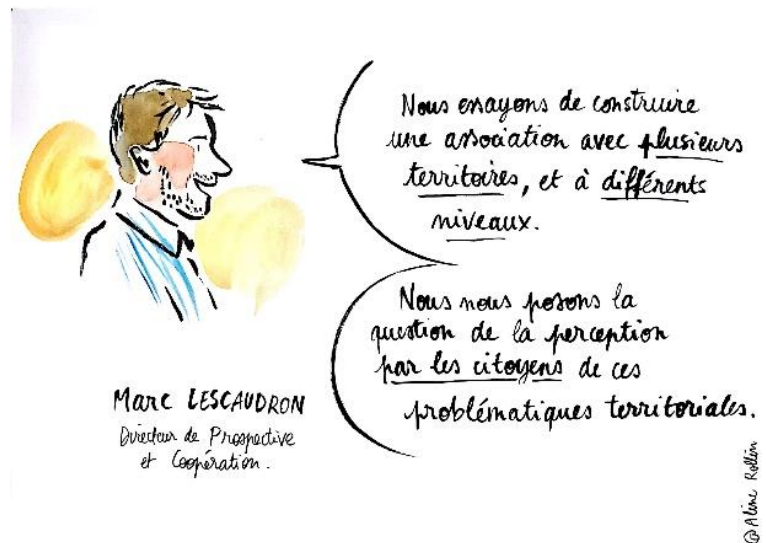 Nous essayons de construire
une association avec plusieurs
territoires, et à différents
niveaux.
Nous nous posons la
question de la perception
par les citoyens de ces
problématiques territoriales.
Marc LESCAUDRON
Directeur de Prospective
et Coopération.
@Aline Rollin